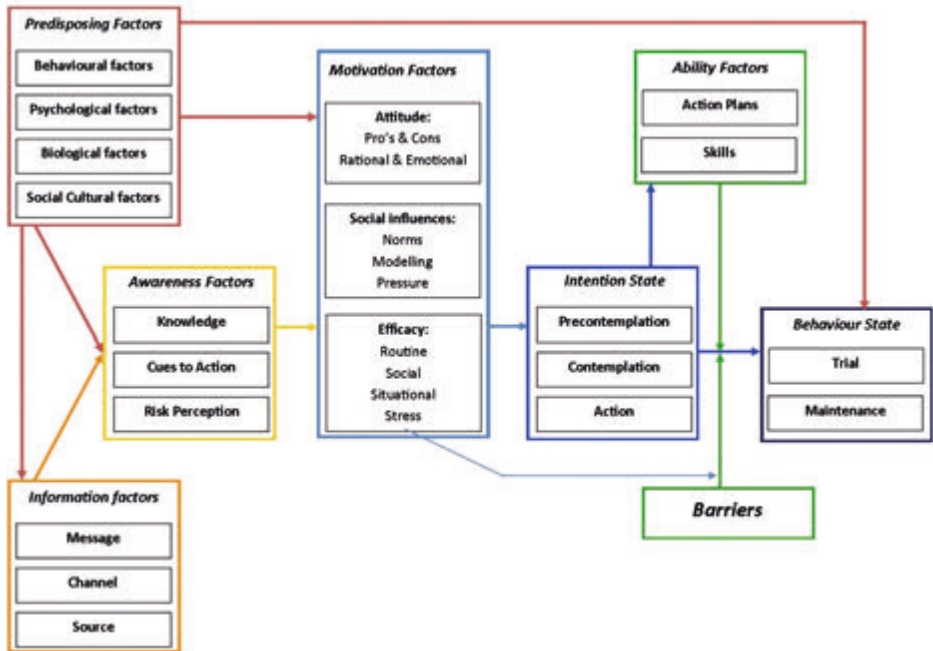 Predisposing Factors
Behavioural factors
Psychological factors
Biological factors
Social Cultural factors
Motivation Factors
Attitude:
Pro's & Cons
Rational & Emotional
Social influences:
Norms
Modelling
Pressure
Efficacy:
Routine
Social
Situational
Stress
Ability Factors
Action Plans
Skills
Awareness Factors
Knowledge
Cues to Action
Risk Perception
Intention State
Precontemplation
Contemplation
Action
Behaviour State
Trial
Maintenance
Information factors
Message
Channel
Source
Barriers